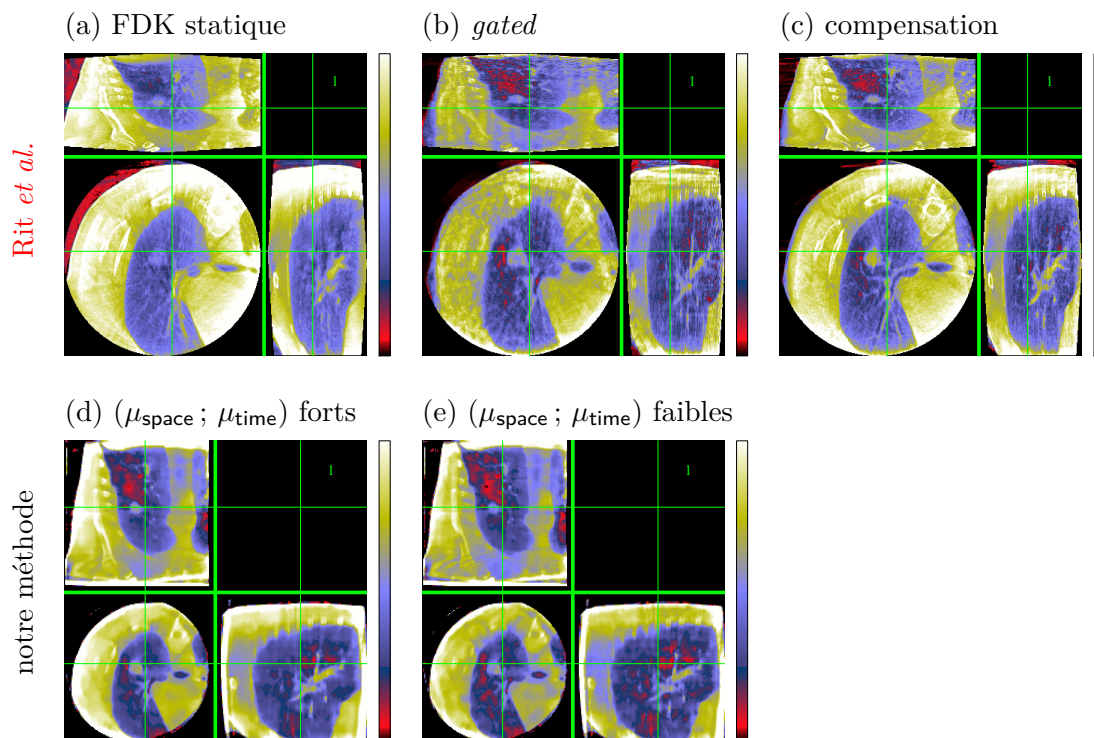 (a) FDK statique
(b) gated
(c) compensation
1
1
1
Rit et al.
(d) (μspace ; μtime) forts
(e) (μspace ; μtime) faibles
1
1
notre méthode